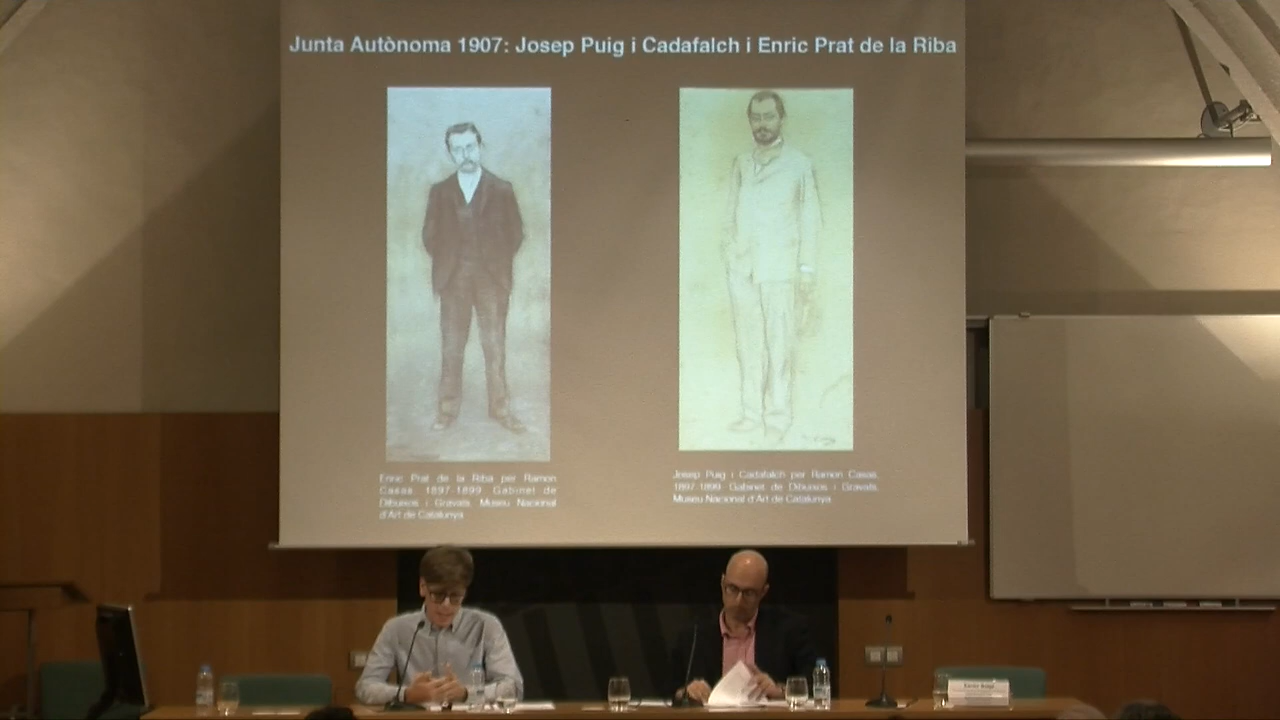 Junta Autònoma 1907: Josep Puig i Cadafalch i Enric Prat de la Riba
Enric Prat de la Riba per Ramon
Casas. 1897-1899. Gabinet de
Dibuixos i Gravats. Museu Nacional
d'Art de Catalunya
Josep Puig i Cadafalch per Ramon Casas.
1897-1899. Gabinet de Dibuixos i Gravats.
Museu Nacional d'Art de Catalunya